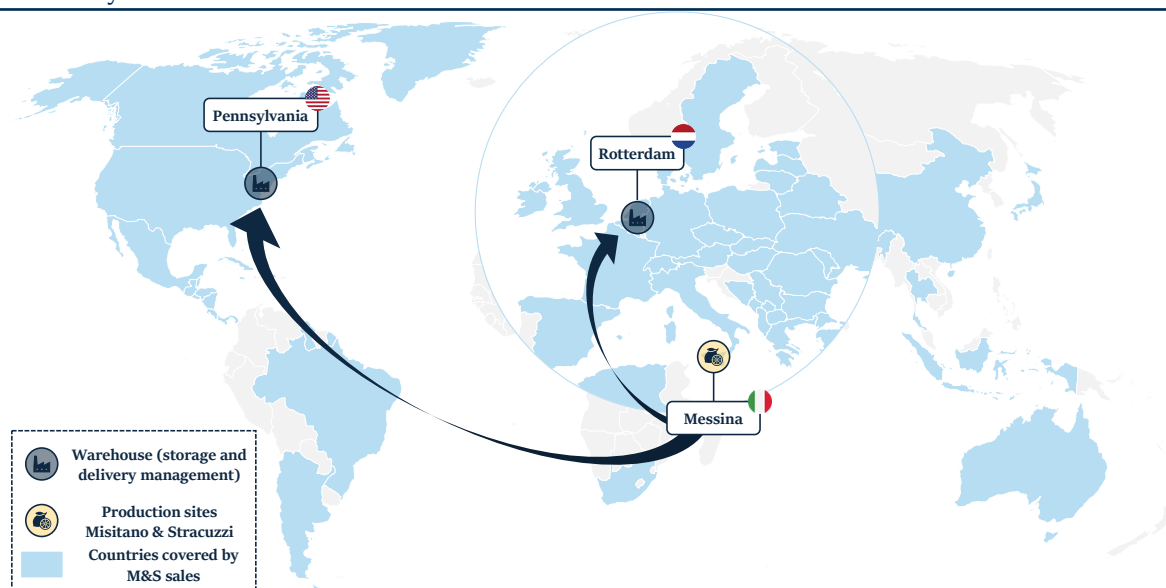 Pennsylvania
Rotterdam
Messina
Warehouse (storage and
delivery management)
Production sites
Misitano & Stracuzzi
Countries covered by
M&S sales